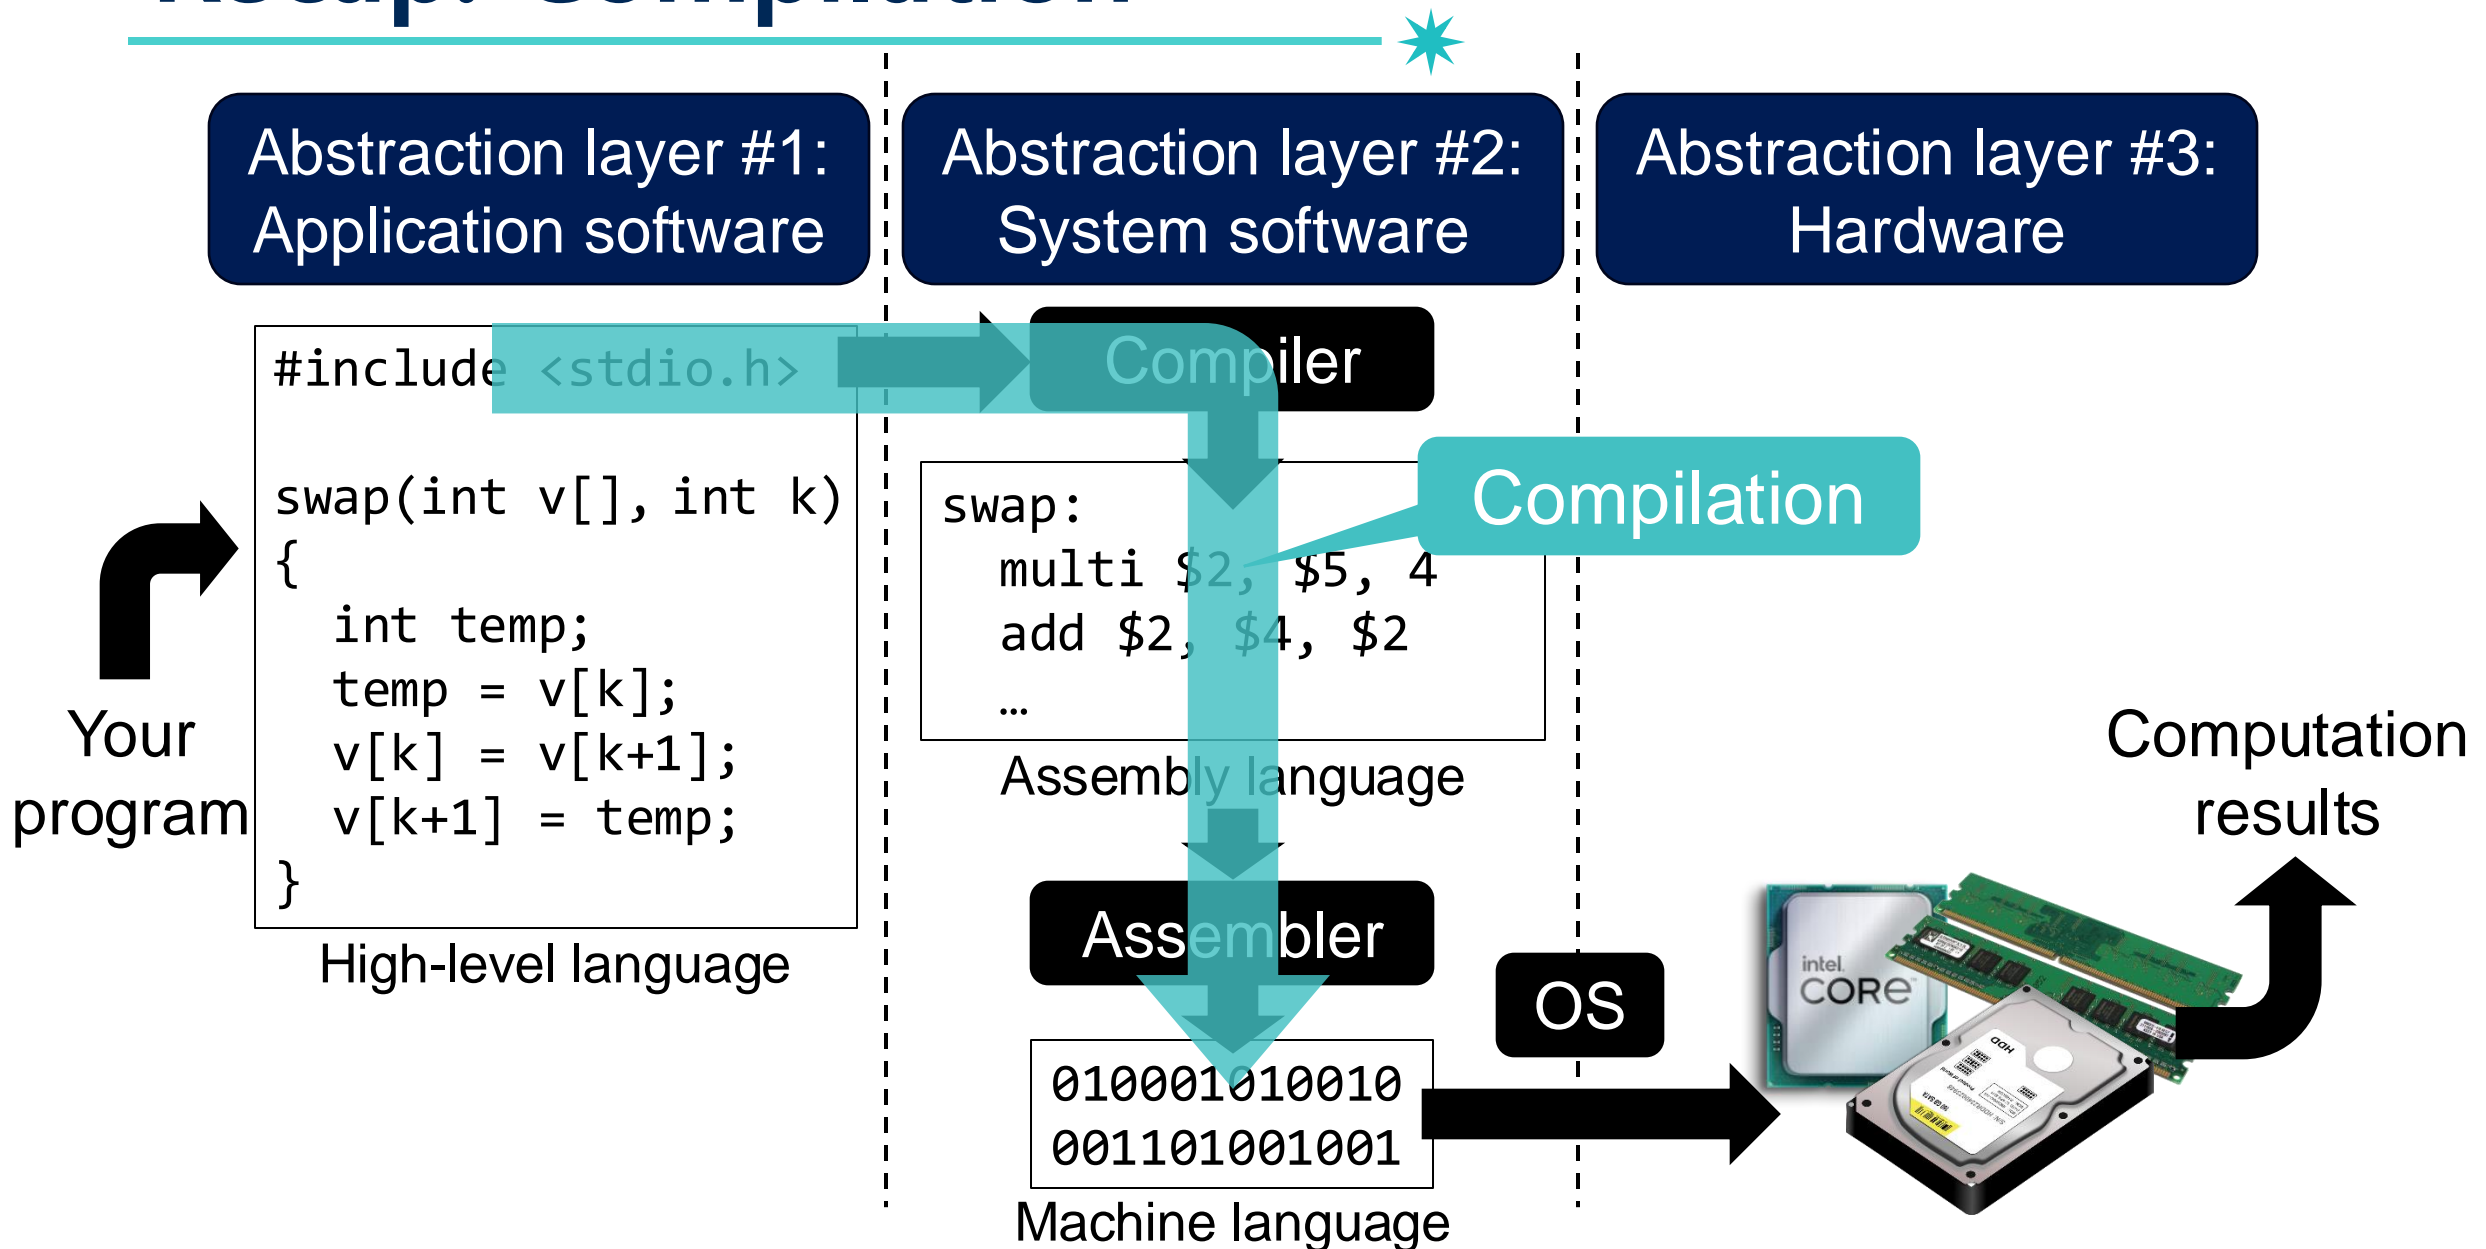 Recap: Compilation
Abstraction layer #1:
Application software
Abstraction layer #2:
System software
Abstraction layer #3:
Hardware
#include <stdio.h>
swap(int v[], int k)
{
int temp;
temp = v[k];
v[k] = v[k+1];
v[k+1] = temp;
}
High-level language
Your
program
Compiler
swap:
multi $2, $5, 4
add $2, $4, $2
…
Assembly language
Compilation
Assembler
010001010010
001101001001
Machine language
OS
intel.
CORE
HDD
Computation
results